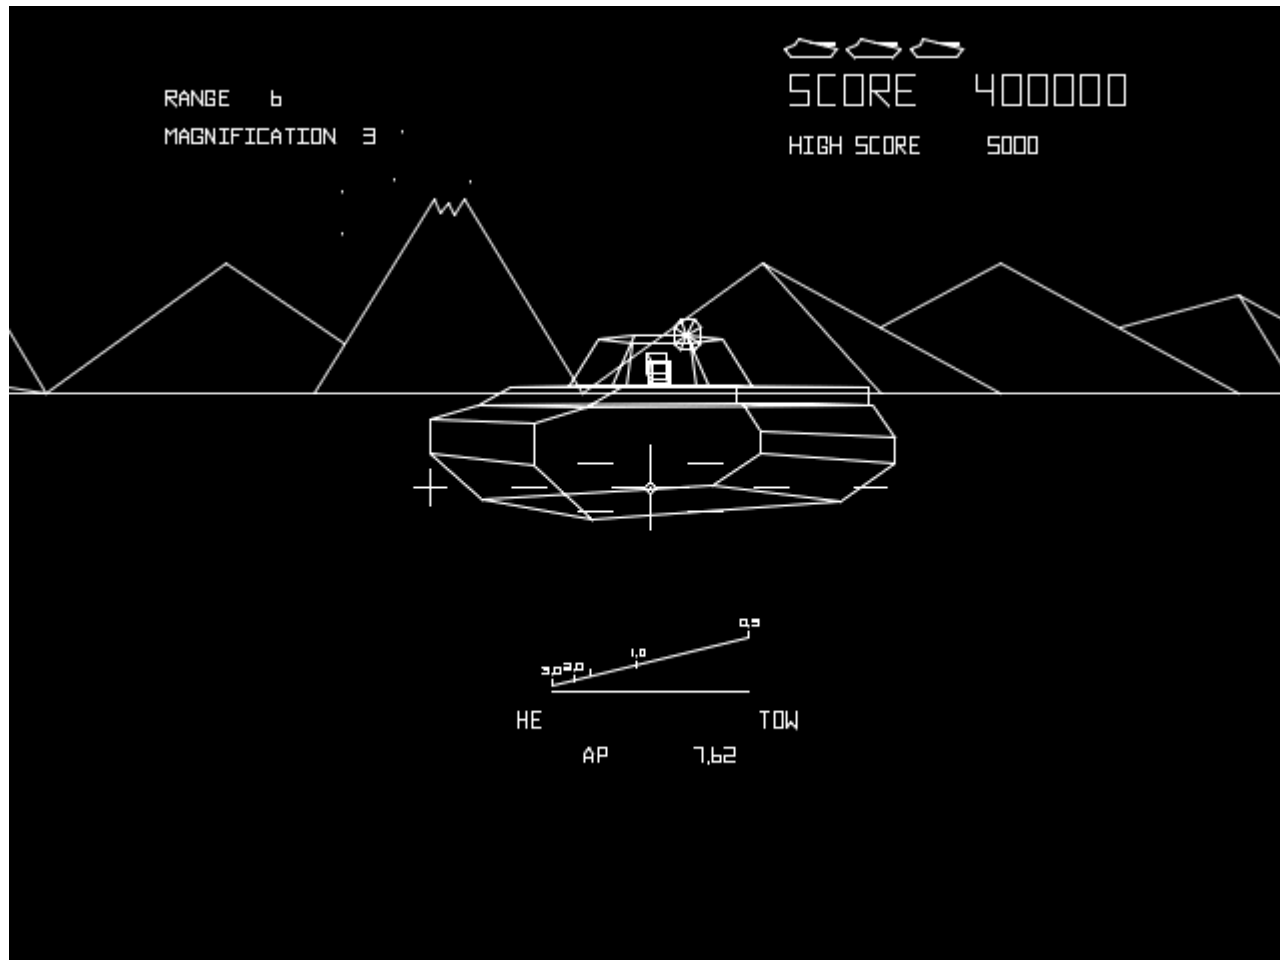 RANGE 6
MAGNIFICATION 3
SCORE 400000
HIGH SCORE 5000
0,5
1,0
3,0 2,0
HE TOW
AP 7,62